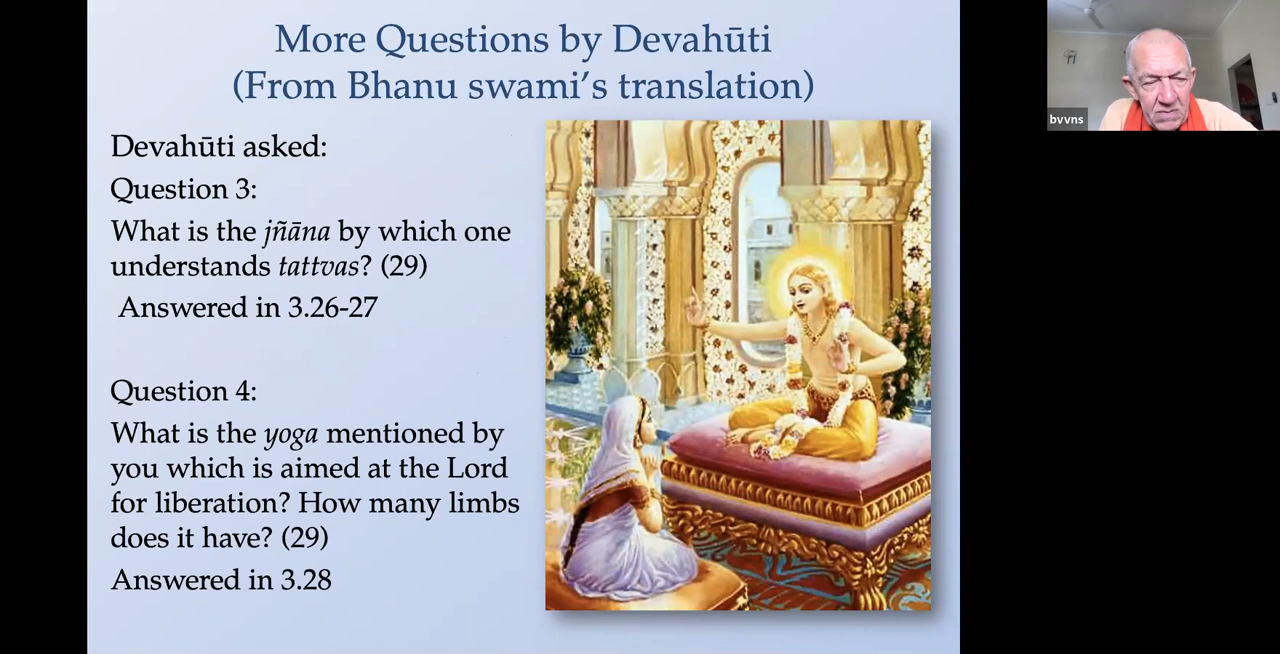 More Questions by Devahūti
(From Bhanu swami’s translation)
Devahūti asked:
Question 3:
What is the jñāna by which one
understands tattvas? (29)
Answered in 3.26-27
Question 4:
What is the yoga mentioned by
you which is aimed at the Lord
for liberation? How many limbs
does it have? (29)
Answered in 3.28
bvvns